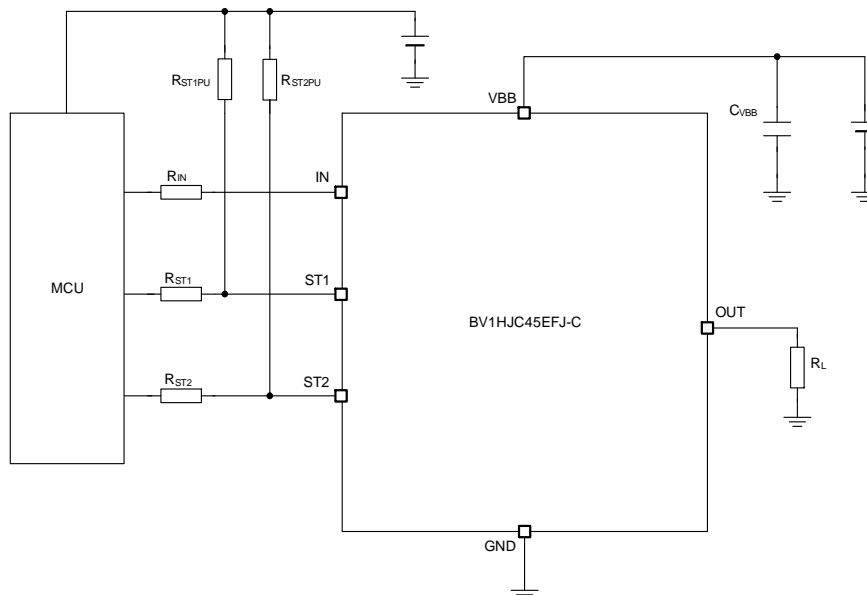 RST1PU
RST2PU
VBB
CVBB
RIN
IN
MCU
RST1
ST1
BV1HJC45EFJ-C
OUT
RL
RST2
ST2
GND